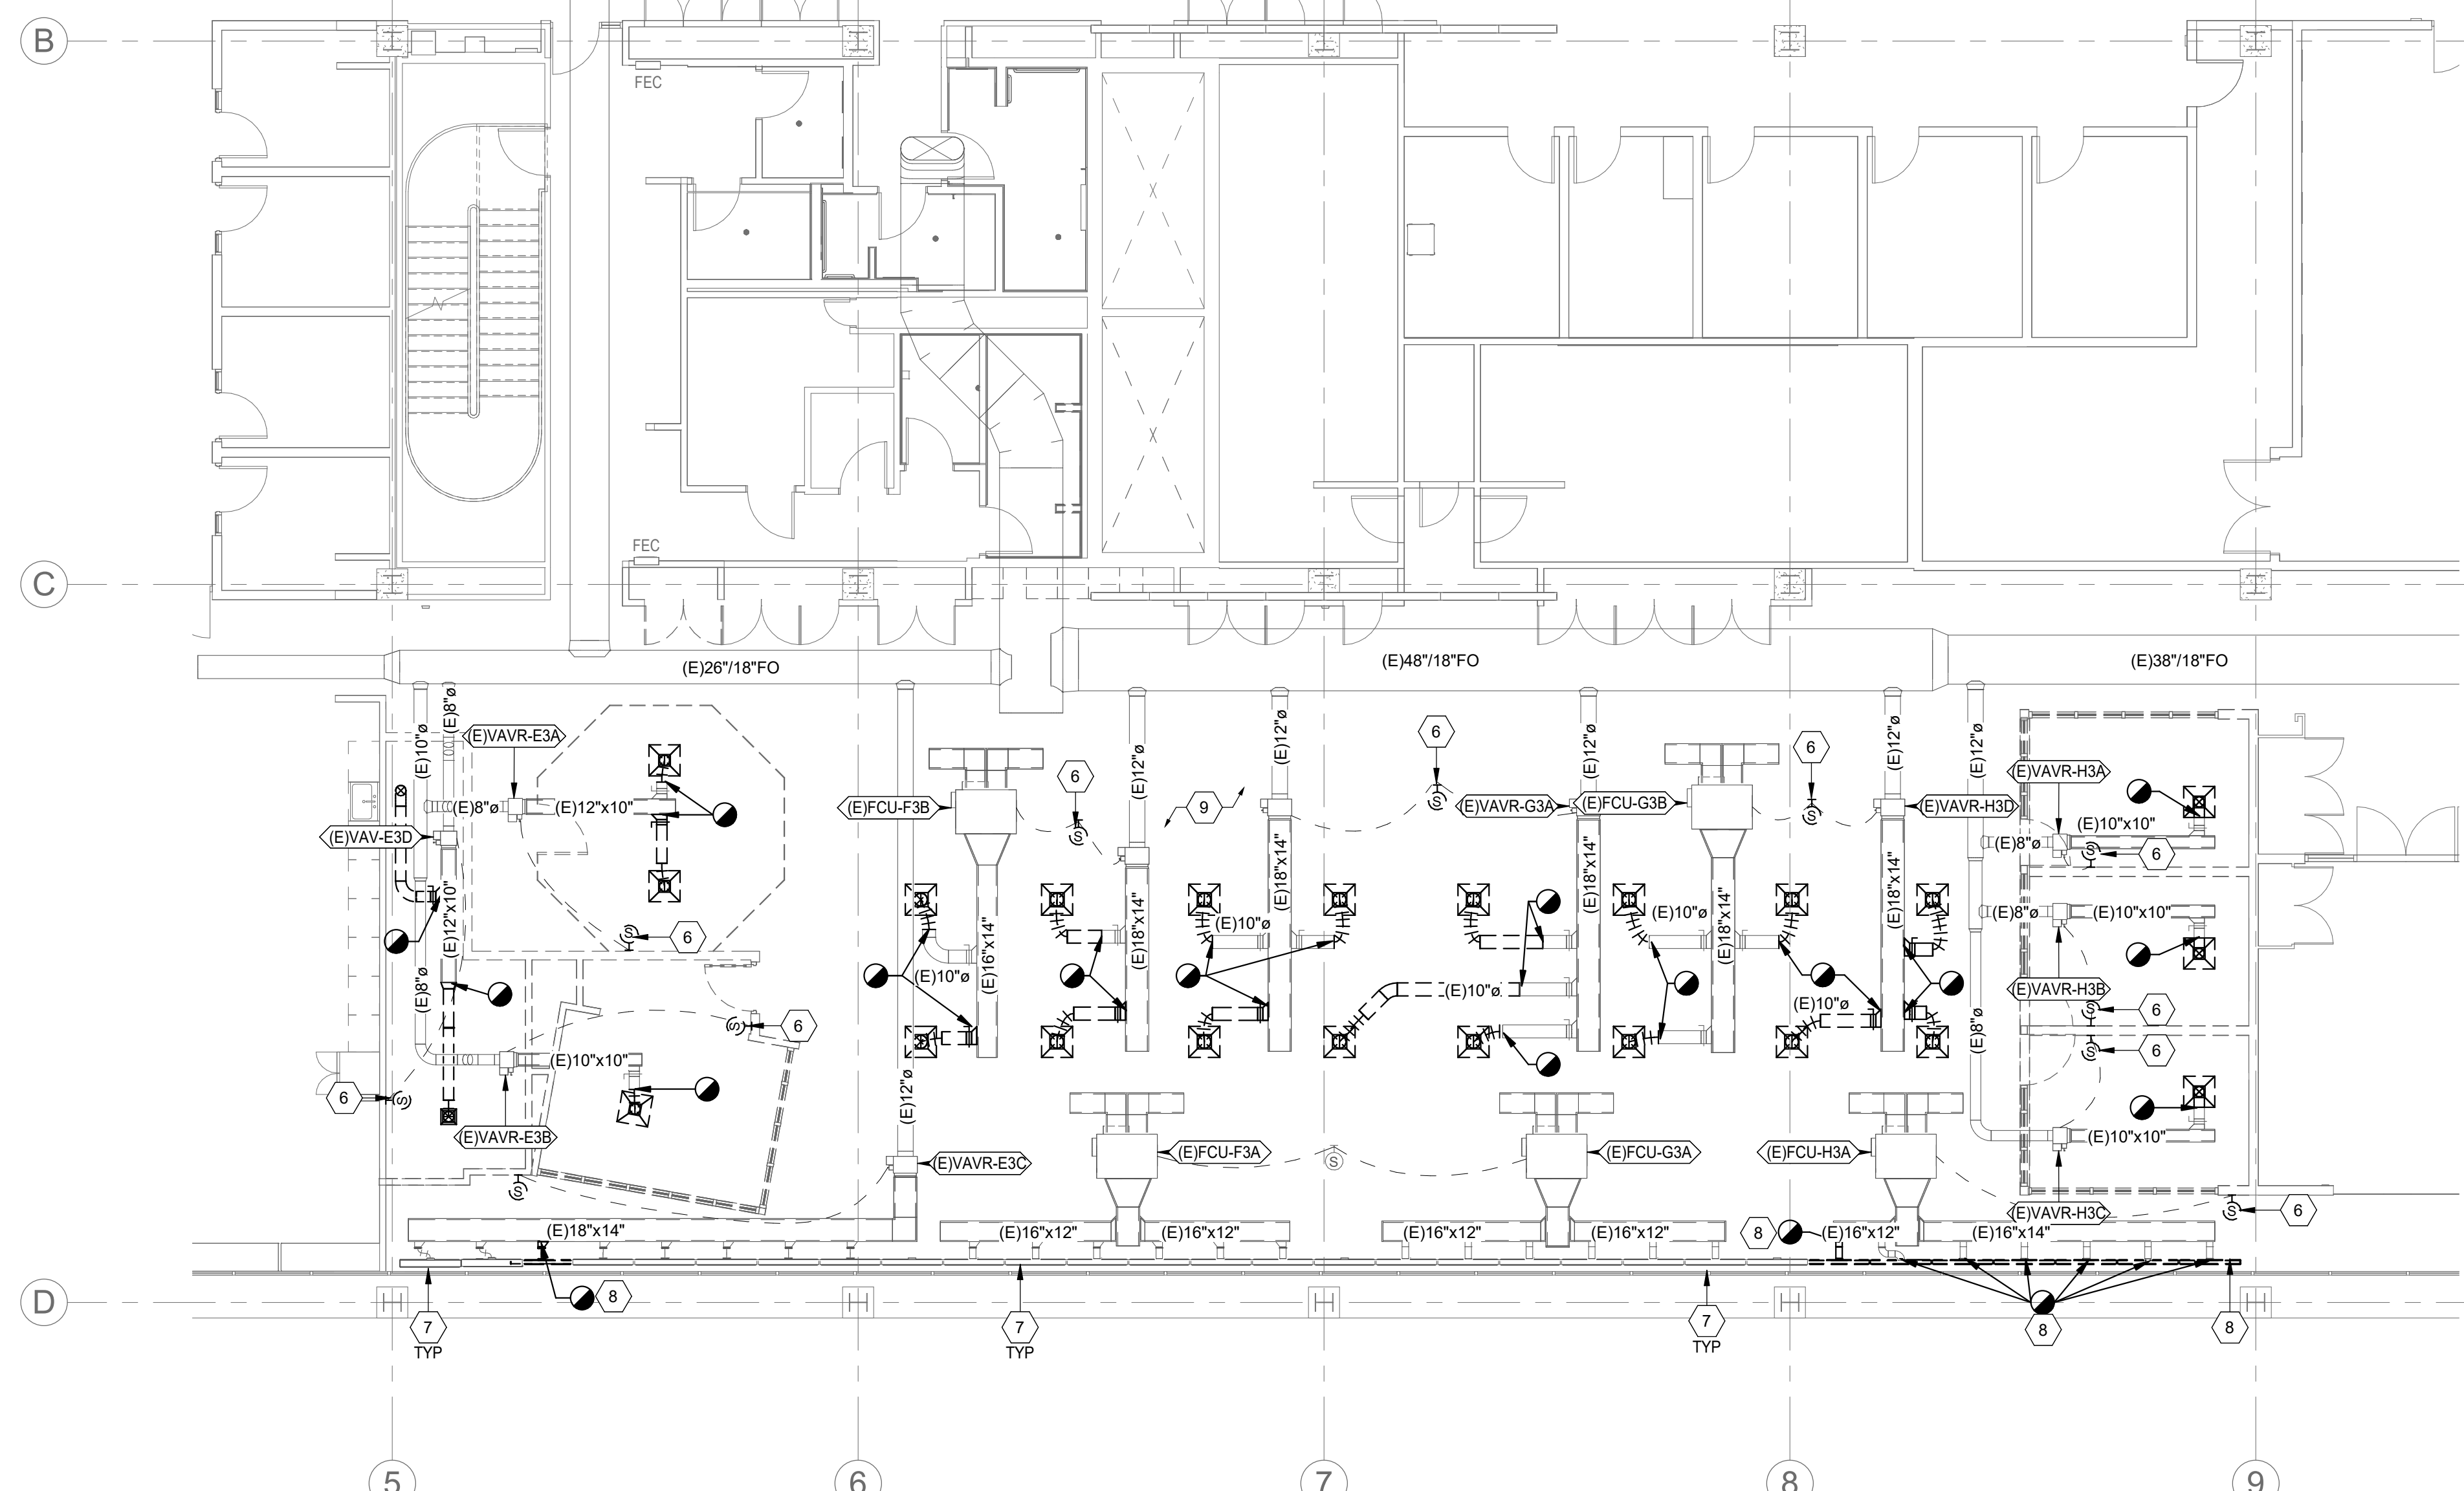 B
FEC
FEC
C
(E)26"/18"FO
(E)48"/18"FO
(E)38"/18"FO
(E)10"ø
(E)8"ø
(E)VAVR-E3A
(E)8"ø
(E)12"x10"
(E)VAV-E3D
(E)12"x10"
(E)8"ø
6
6
(E)10"x10"
6
(E)VAVR-E3B
S
S
S
S
(E)FCU-F3B
6
S
(E)12"ø
9
(E)12"ø
6
S
(E)12"ø
(E)VAVR-G3A
(E)FCU-G3B
6
S
(E)12"ø
(E)VAVR-H3D
(E)12"ø
(E)VAVR-H3A
(E)10"x10"
(E)8"ø
S
6
(E)8"ø
(E)10"x10"
(E)VAVR-H3B
S
6
S
6
(E)8"ø
(E)10"x10"
(E)VAVR-H3C
S
6
(E)10"ø
(E)16"x14"
(E)18"x14"
(E)10"ø
(E)18"x14"
(E)10"ø
(E)18"x14"
(E)10"ø
(E)18"x14"
(E)10"ø
(E)18"x14"
(E)12"ø
(E)VAVR-E3C
(E)FCU-F3A
S
(E)FCU-G3A
(E)FCU-H3A
(E)18"x14"
(E)16"x12"
(E)16"x12"
(E)16"x12"
(E)16"x12"
8
(E)16"x12"
(E)16"x14"
D
8
7
TYP
7
TYP
7
TYP
8
8
5
6
7
8
9